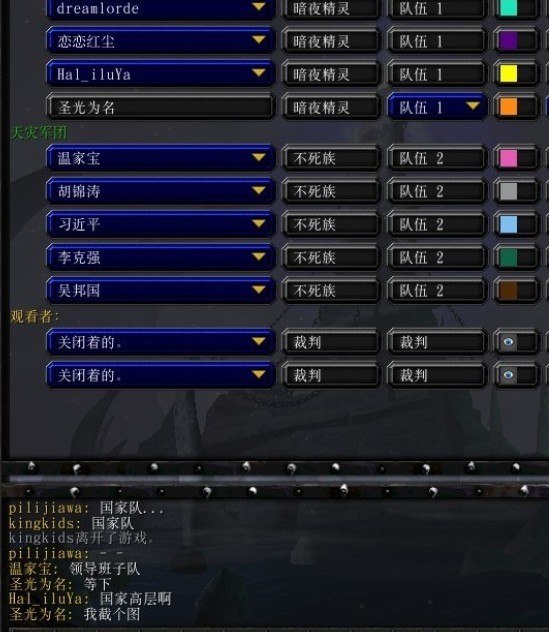 dreamlorde 暗夜精灵 队伍 1
恋恋红尘 暗夜精灵 队伍 1
Hal_iluYa 暗夜精灵 队伍 1
圣光为名 暗夜精灵 队伍 1
天灾军团
温家宝 不死族 队伍 2
胡锦涛 不死族 队伍 2
习近平 不死族 队伍 2
李克强 不死族 队伍 2
吴邦国 不死族 队伍 2
观看者:
关闭着的。 裁判 裁判
关闭着的。 裁判 裁判
pilijiawa: 国家队...
kingkids: 国家队
kingkids离开了游戏。
pilijiawa: - -
温家宝: 领导班子队
圣光为名: 等下
Hal_iluYa: 国家高层啊
圣光为名: 我截个图